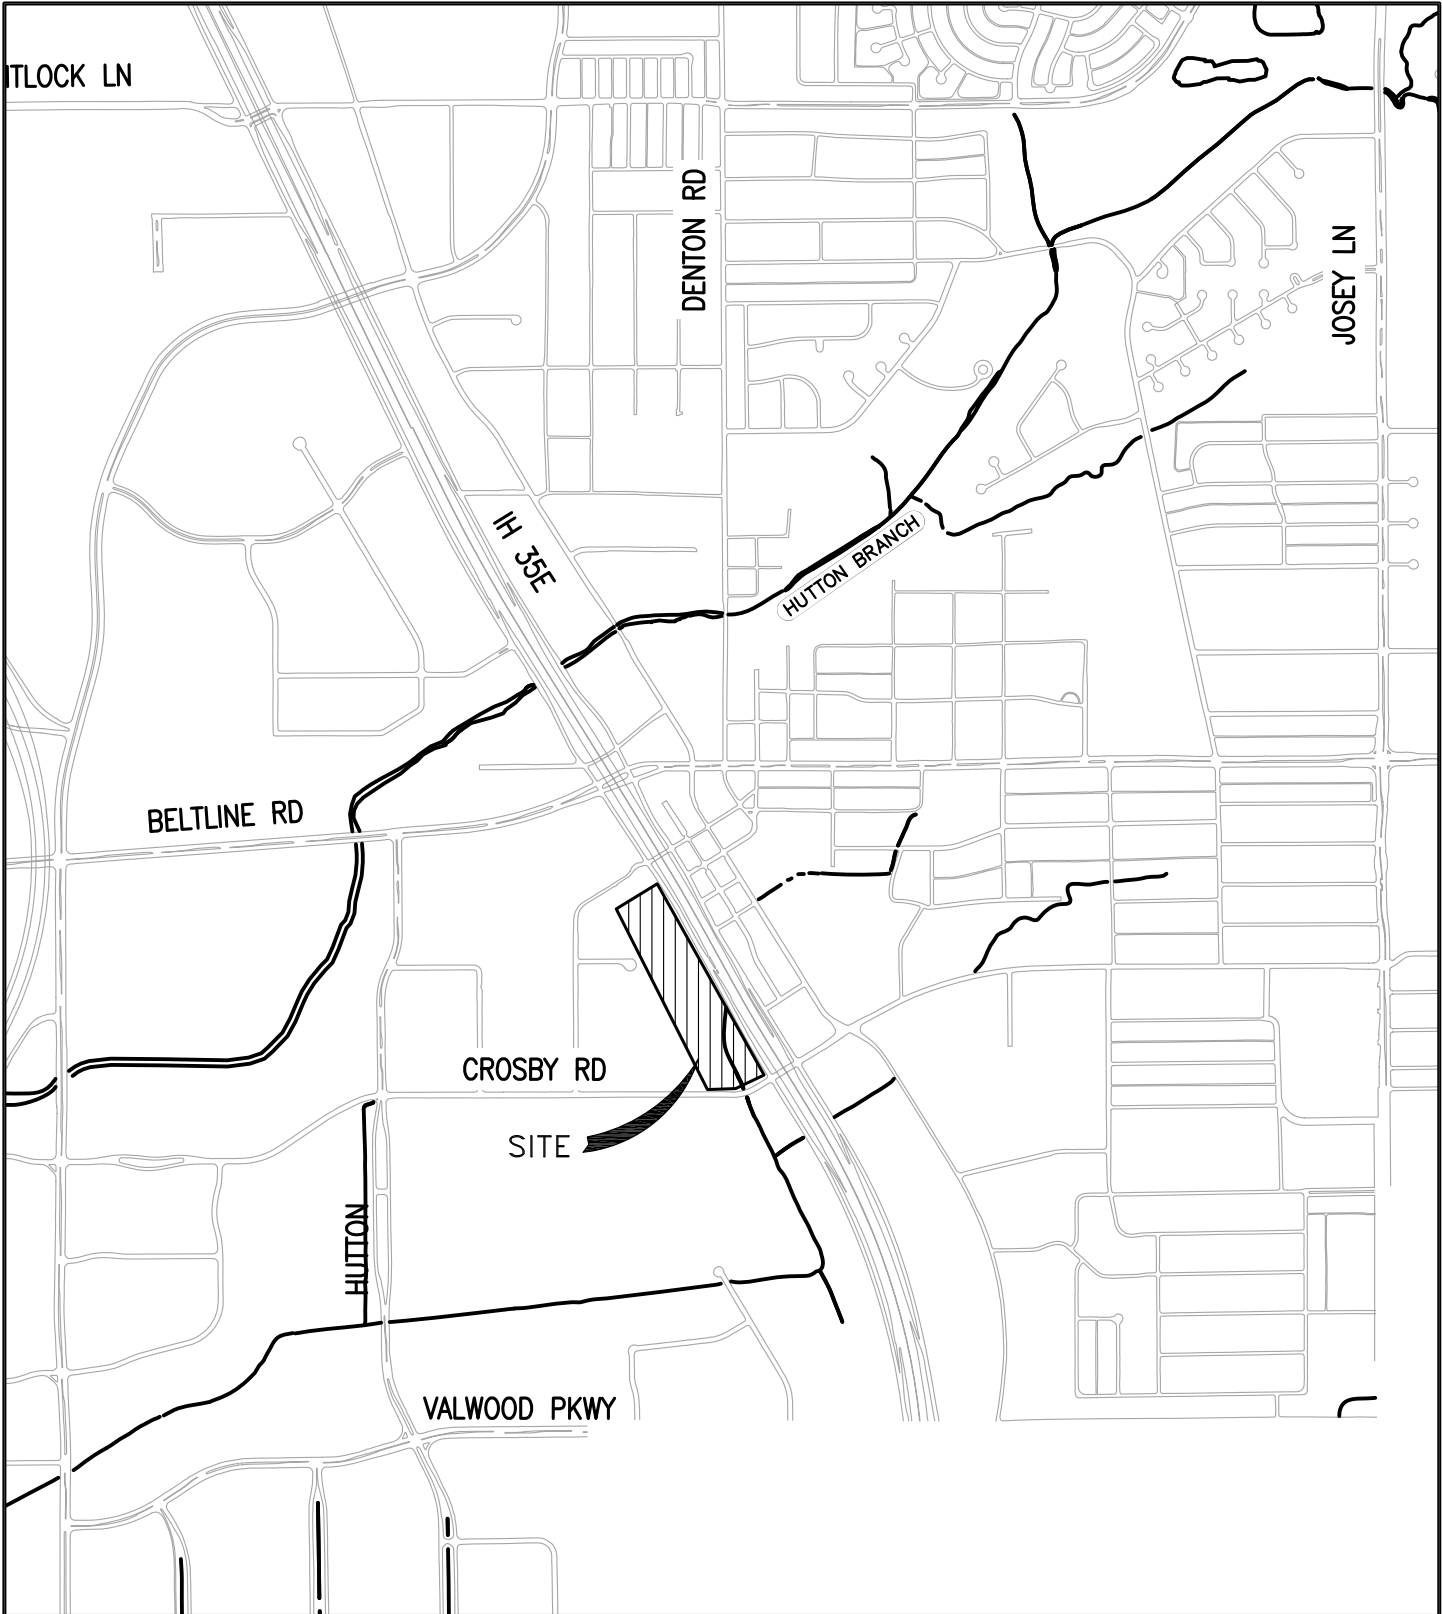 ITLOCK LN
DENTON RD
JOSEY LN
IH 35E
HUTTON BRANCH
BELTLINE RD
CROSBY RD
SITE
HUTTON
VALWOOD PKWY